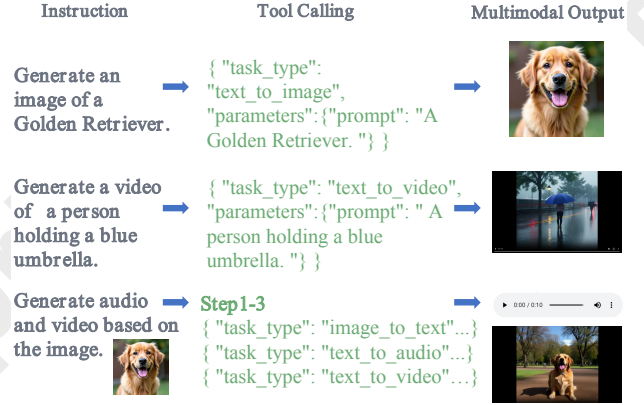 Instruction
Tool Calling
Multimodal Output
Generate an
image of a
Golden Retriever.
{ "task_type":
"text_to_image",
"parameters":{"prompt": "A
Golden Retriever. "} }
Generate a video
of a person
holding a blue
umbrella.
{ "task_type": "text_to_video",
"parameters":{"prompt": " A
person holding a blue
umbrella. "} }
Generate audio
and video based on
the image.
Step1-3
{ "task_type": "image_to_text"...}
{ "task_type": "text_to_audio"...}
{ "task_type": "text_to_video"...}
0:00 / 0:10